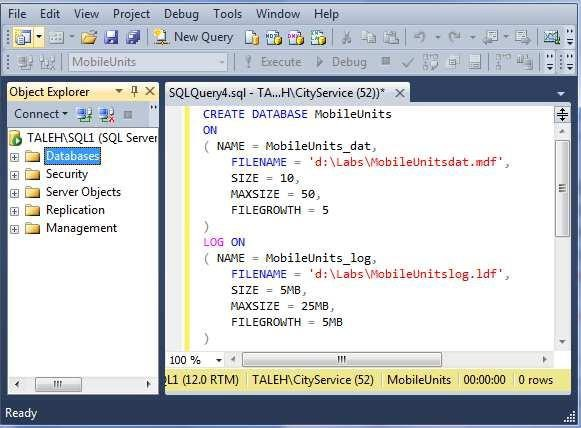 File Edit View Project Debug Tools Window Help
New Query
MobileUnits Execute Debug
Object Explorer
Connect
TALEH\SQL1 (SQL Server
Databases
Security
Server Objects
Replication
Management
SQLQuery4.sql - TA...H\CityService (52))*
CREATE DATABASE MobileUnits
ON
( NAME = MobileUnits_dat,
FILENAME = 'd:\Labs\MobileUnitsdat.mdf',
SIZE = 10,
MAXSIZE = 50,
FILEGROWTH = 5
)
LOG ON
( NAME = MobileUnits_log,
FILENAME = 'd:\Labs\MobileUnitslog.ldf',
SIZE = 5MB,
MAXSIZE = 25MB,
FILEGROWTH = 5MB
)
100 %
QL1 (12.0 RTM) TALEH\CityService (52) MobileUnits 00:00:00 0 rows
Ready